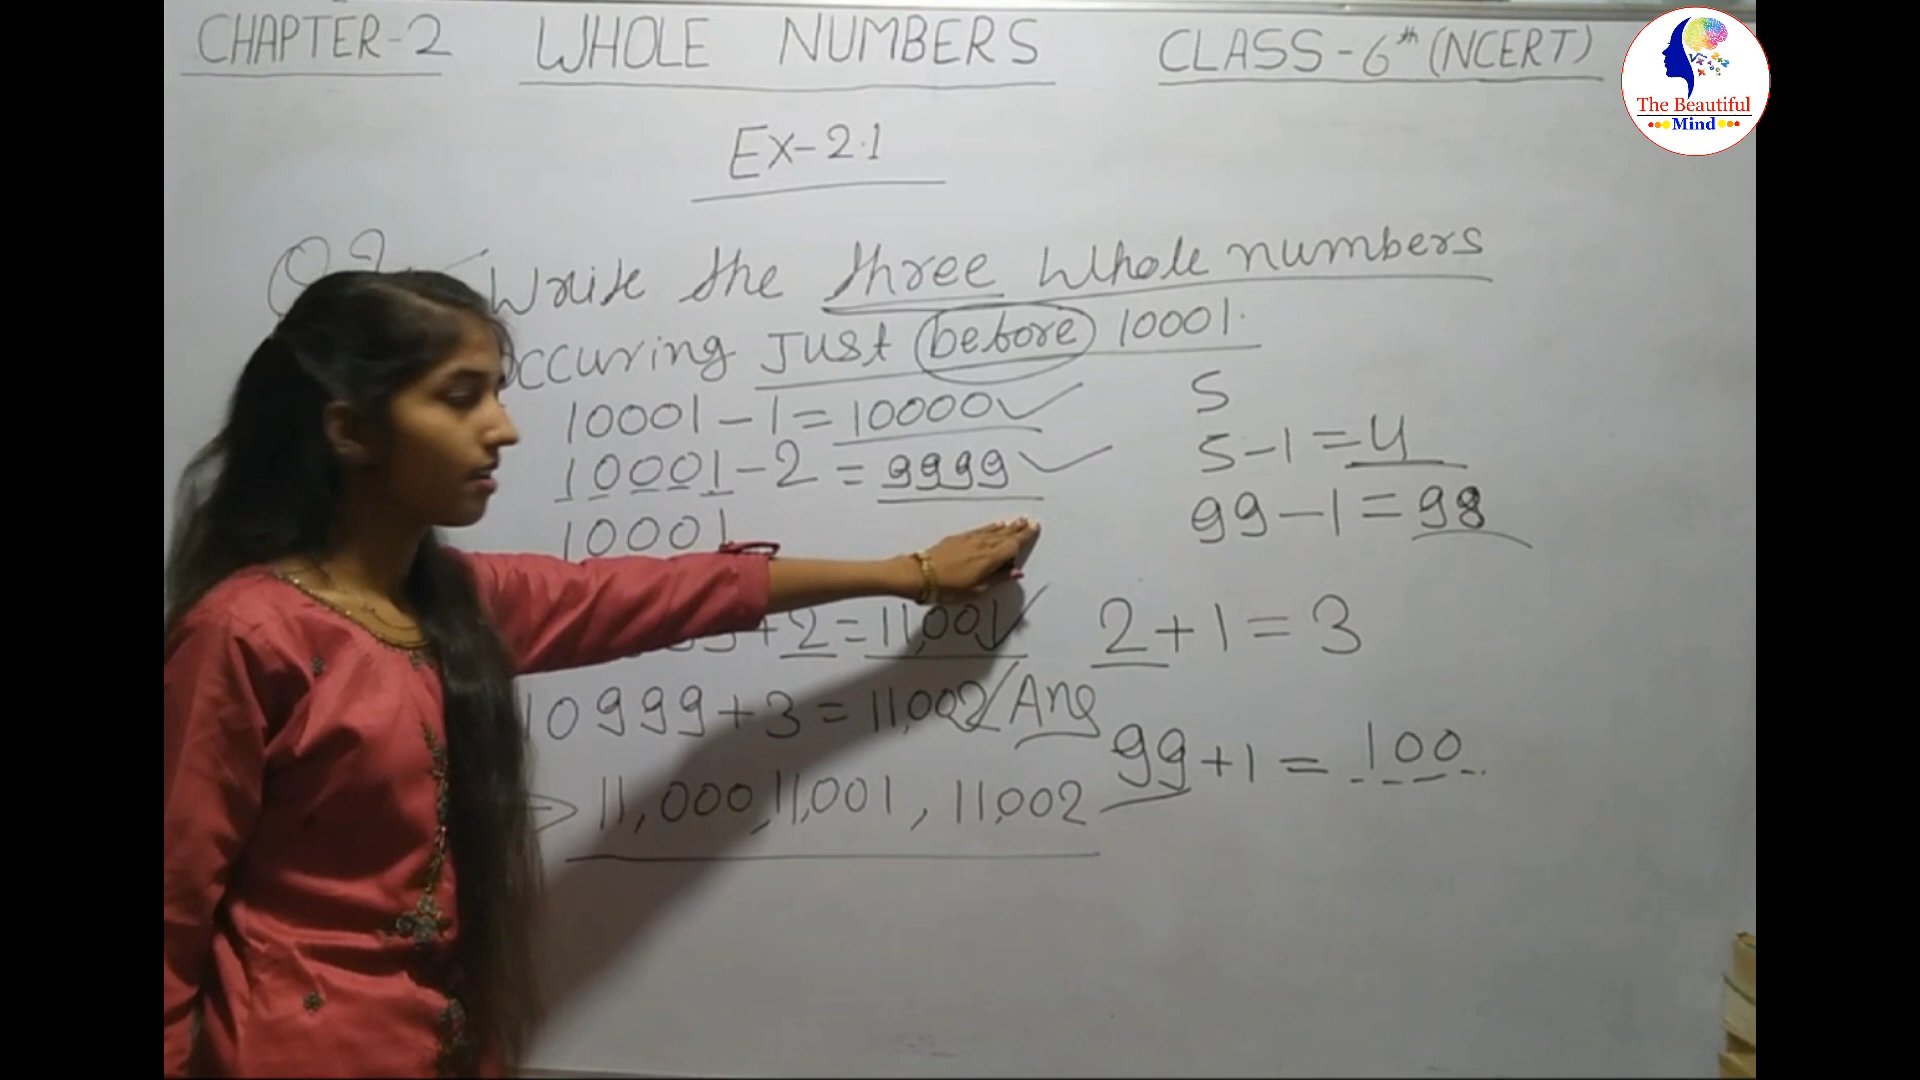 CHAPTER-2 WHOLE NUMBERS CLASS-6th (NCERT)
The Beautiful
Mind
Ex-2.1
Write the three whole numbers
occuring Just before 10001.
10001-1=10000✓
10001-2=9999✓
10001
5
5-1=4
99-1=98
+2=11,001✓
10999+3=11,002✓ Ans
→ 11,000,11,001, 11,002
2+1=3
99+1=100